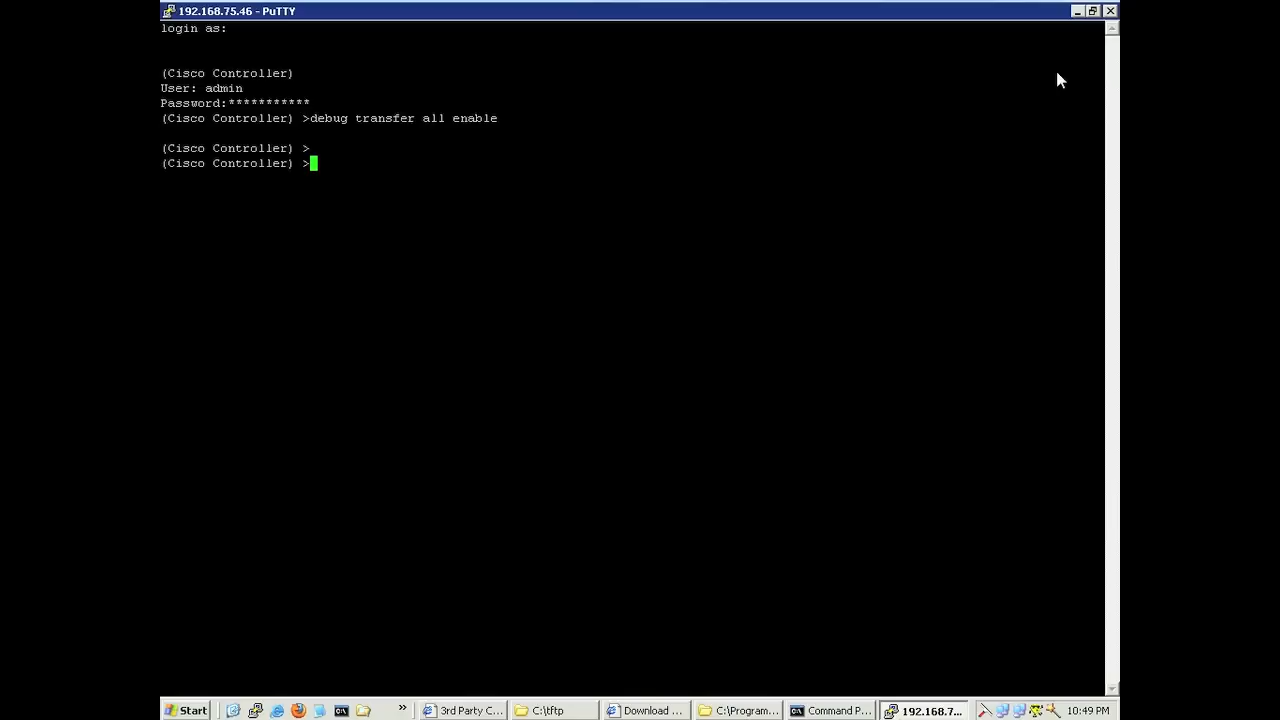 192.168.75.46 - PuTTY
login as:
(Cisco Controller)
User: admin
Password:***********
(Cisco Controller) >debug transfer all enable
(Cisco Controller) >
(Cisco Controller) >
Start
»
3rd Party C...
C:\tftp
Download ...
C:\Program...
Command P...
192.168.7...
10:49 PM